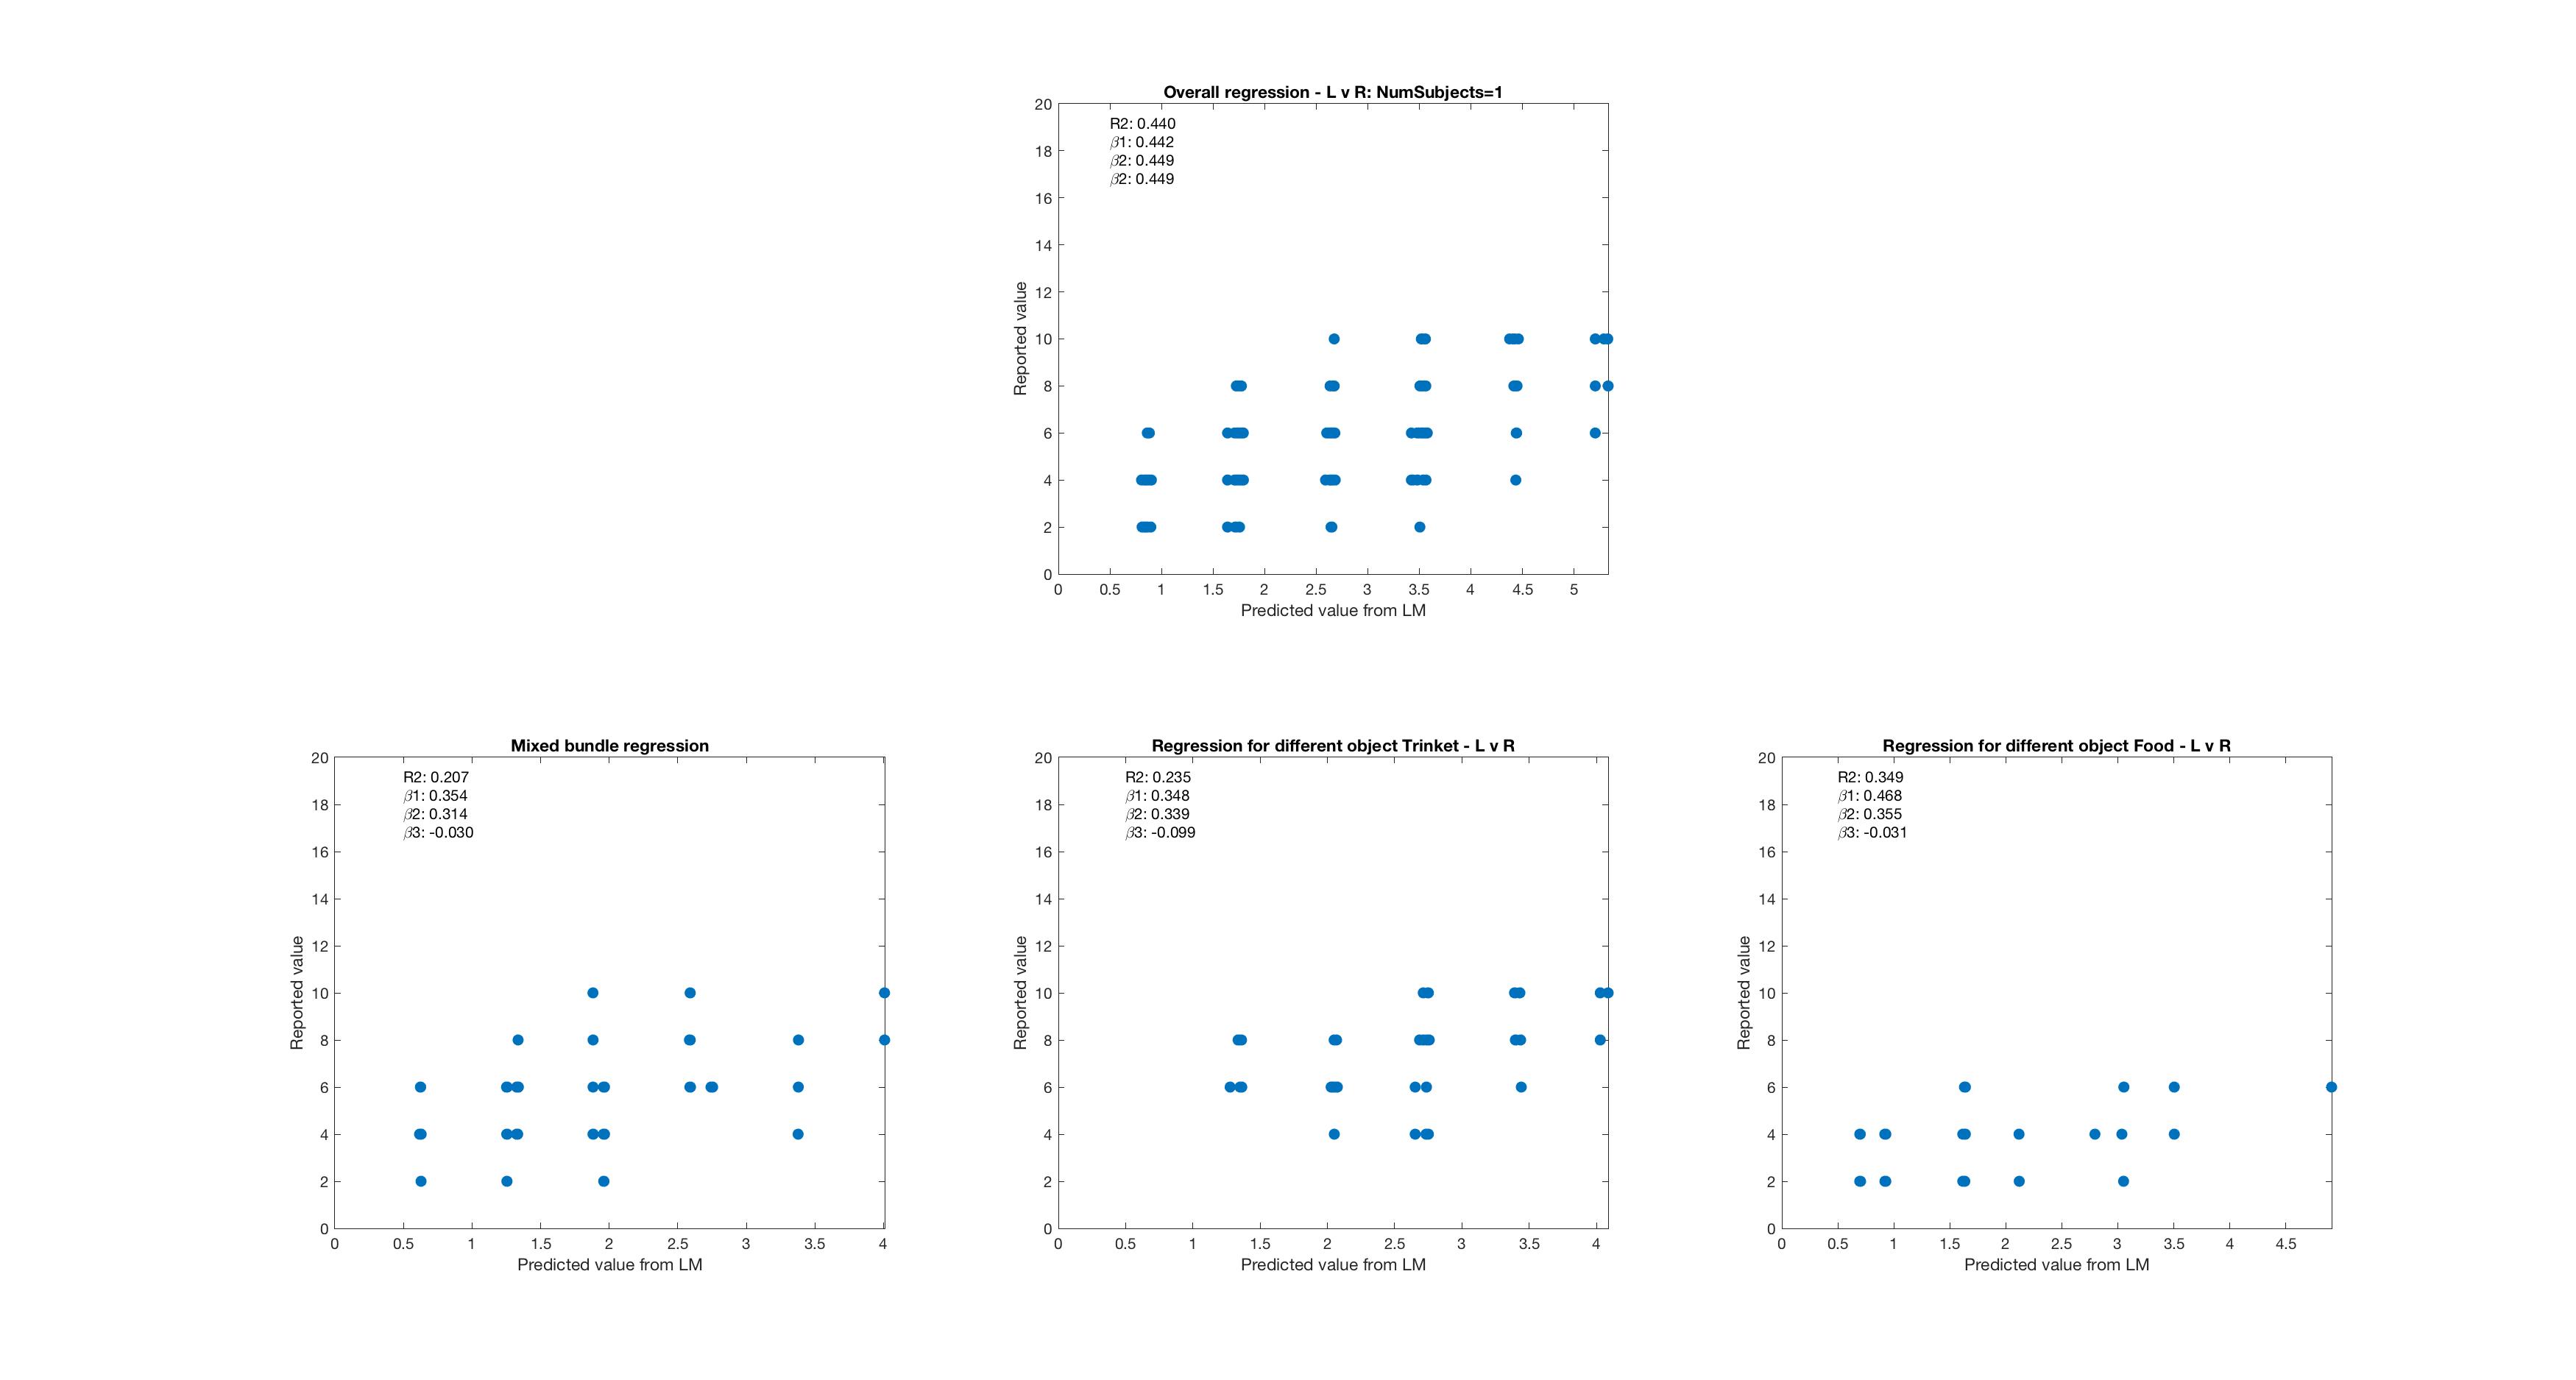 Overall regression - L v R: NumSubjects=1
R2: 0.440
β1: 0.442
β2: 0.449
β2: 0.449
Reported value
20
18
16
14
12
10
8
6
4
2
0
0 0.5 1 1.5 2 2.5 3 3.5 4 4.5 5
Predicted value from LM
Mixed bundle regression
R2: 0.207
β1: 0.354
β2: 0.314
β3: -0.030
Reported value
20
18
16
14
12
10
8
6
4
2
0
0 0.5 1 1.5 2 2.5 3 3.5 4
Predicted value from LM
Regression for different object Trinket - L v R
R2: 0.235
β1: 0.348
β2: 0.339
β3: -0.099
Reported value
20
18
16
14
12
10
8
6
4
2
0
0 0.5 1 1.5 2 2.5 3 3.5 4
Predicted value from LM
Regression for different object Food - L v R
R2: 0.349
β1: 0.468
β2: 0.355
β3: -0.031
Reported value
20
18
16
14
12
10
8
6
4
2
0
0 0.5 1 1.5 2 2.5 3 3.5 4 4.5
Predicted value from LM